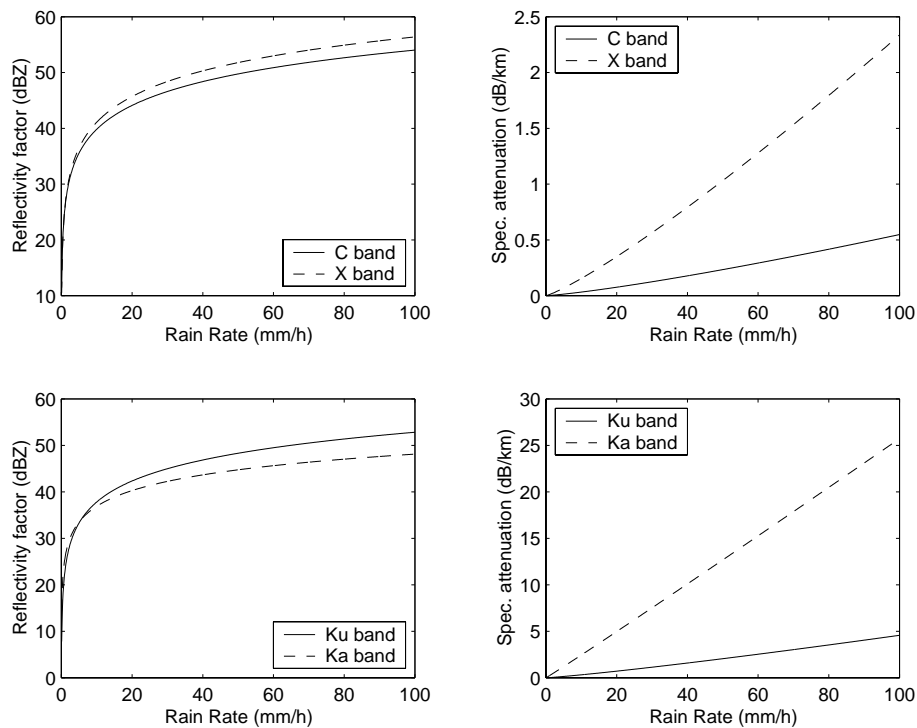 60
50
40
30
20
10
0 20 40 60 80 100
Rain Rate (mm/h)
Reflectivity factor (dBZ)
C band
X band
2.5
2
1.5
1
0.5
0
0 20 40 60 80 100
Rain Rate (mm/h)
Spec. attenuation (dB/km)
C band
X band
60
50
40
30
20
10
0
0 20 40 60 80 100
Rain Rate (mm/h)
Reflectivity factor (dBZ)
Ku band
Ka band
30
25
20
15
10
5
0
0 20 40 60 80 100
Rain Rate (mm/h)
Spec. attenuation (dB/km)
Ku band
Ka band